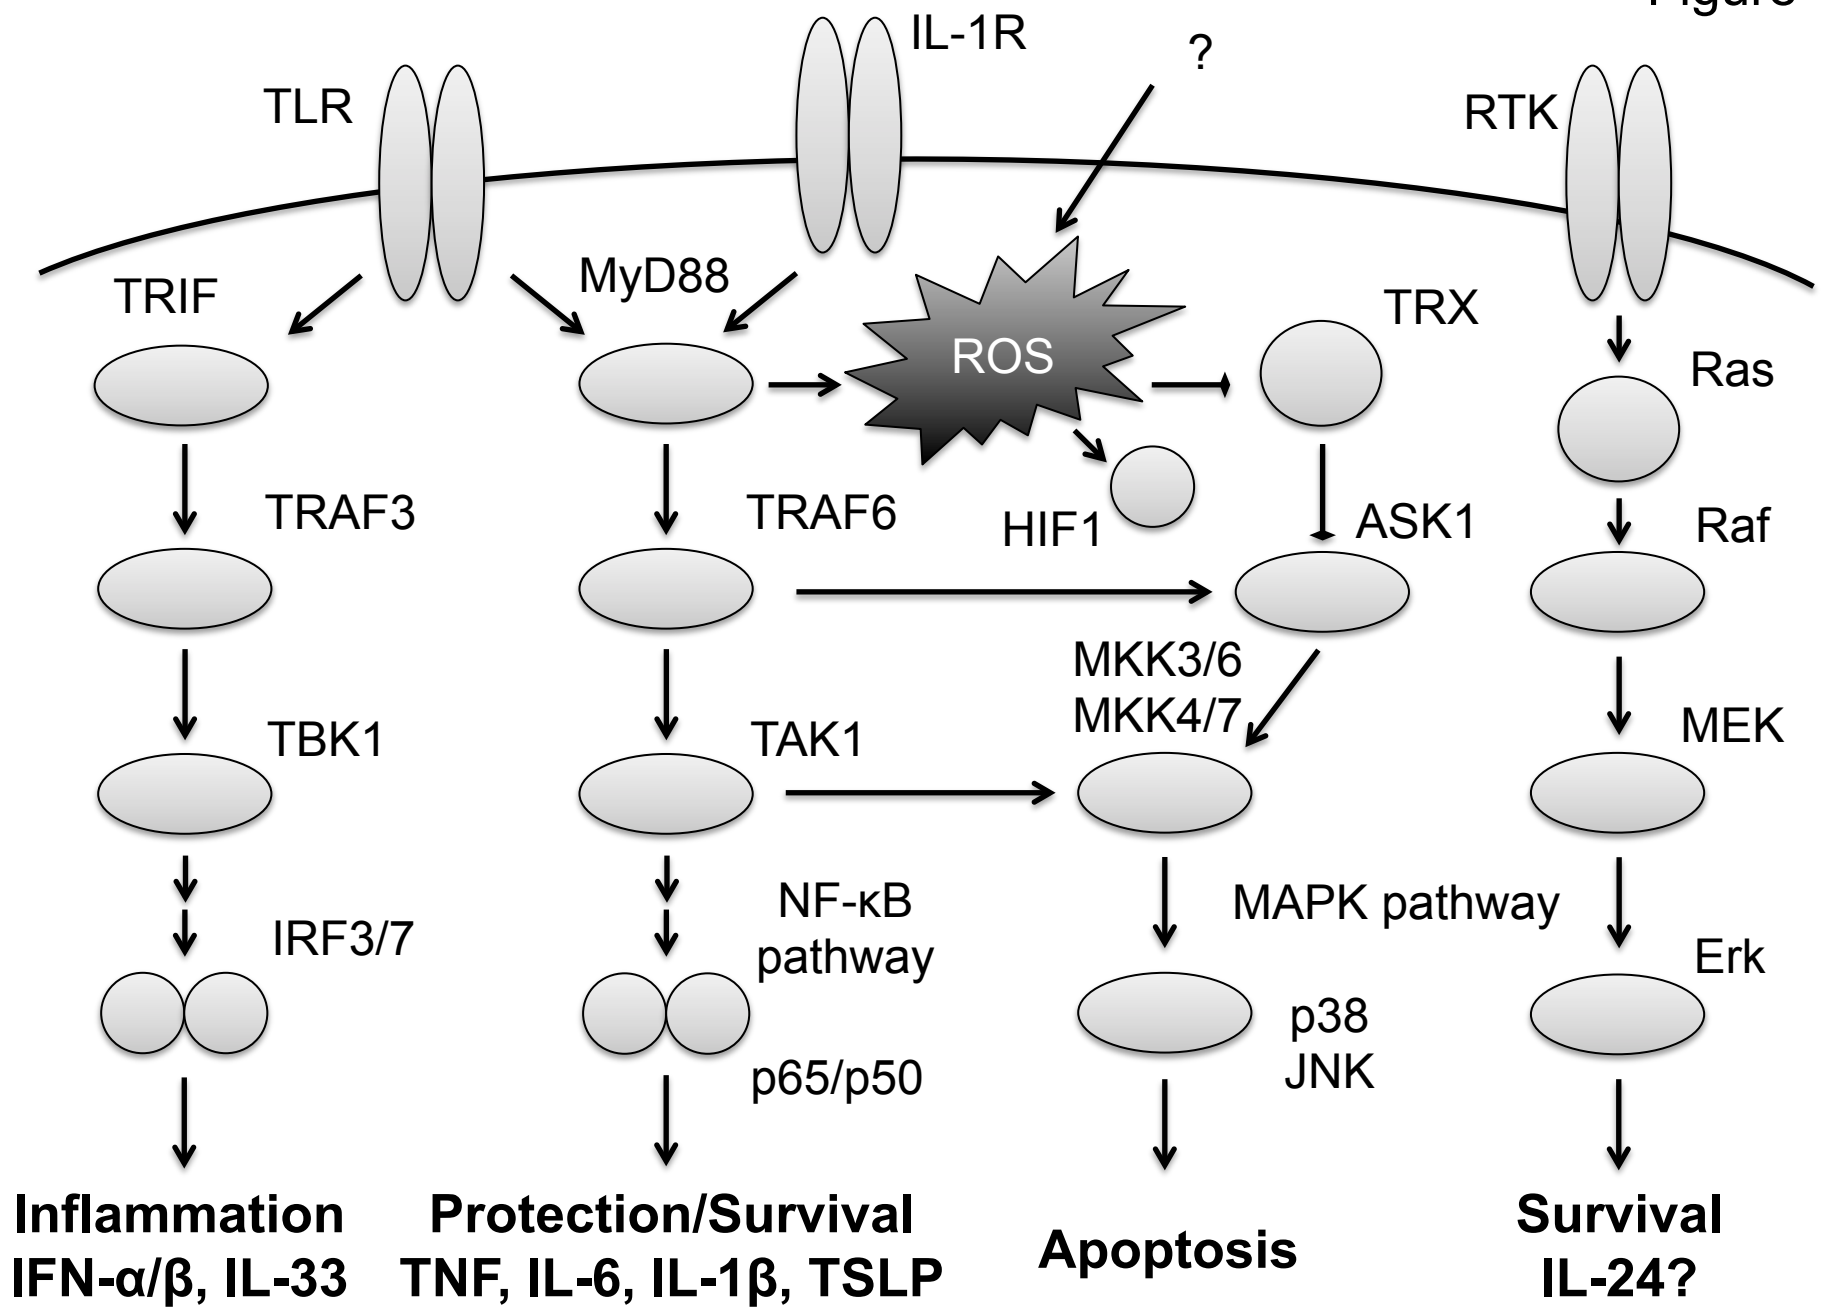 Figure
IL-1R
?
TLR
RTK
MyD88
TRIF
TRX
ROS
Ras
TRAF3
TRAF6
HIF1
ASK1
Raf
MKK3/6
MKK4/7
TBK1
TAK1
MEK
NF-κB
pathway
MAPK pathway
IRF3/7
Erk
p38
JNK
p65/p50
Inflammation
IFN-α/β, IL-33
Protection/Survival
TNF, IL-6, IL-1β, TSLP
Apoptosis
Survival
IL-24?